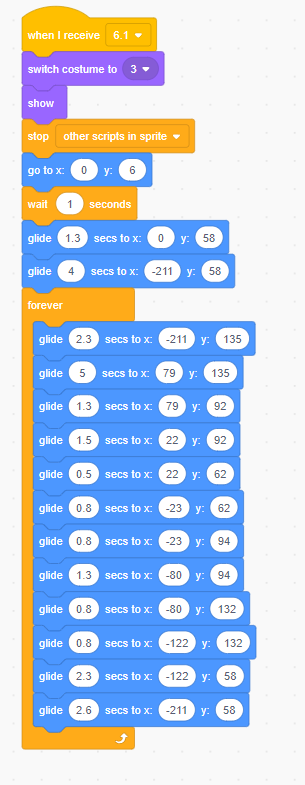 when I receive 6.1
switch costume to 3
show
stop other scripts in sprite
go to x: 0 y: 6
wait 1 seconds
glide 1.3 secs to x: 0 y: 58
glide 4 secs to x: -211 y: 58
forever
glide 2.3 secs to x: -211 y: 135
glide 5 secs to x: 79 y: 135
glide 1.3 secs to x: 79 y: 92
glide 1.5 secs to x: 22 y: 92
glide 0.5 secs to x: 22 y: 62
glide 0.8 secs to x: -23 y: 62
glide 0.8 secs to x: -23 y: 94
glide 1.3 secs to x: -80 y: 94
glide 0.8 secs to x: -80 y: 132
glide 0.8 secs to x: -122 y: 132
glide 2.3 secs to x: -122 y: 58
glide 2.6 secs to x: -211 y: 58